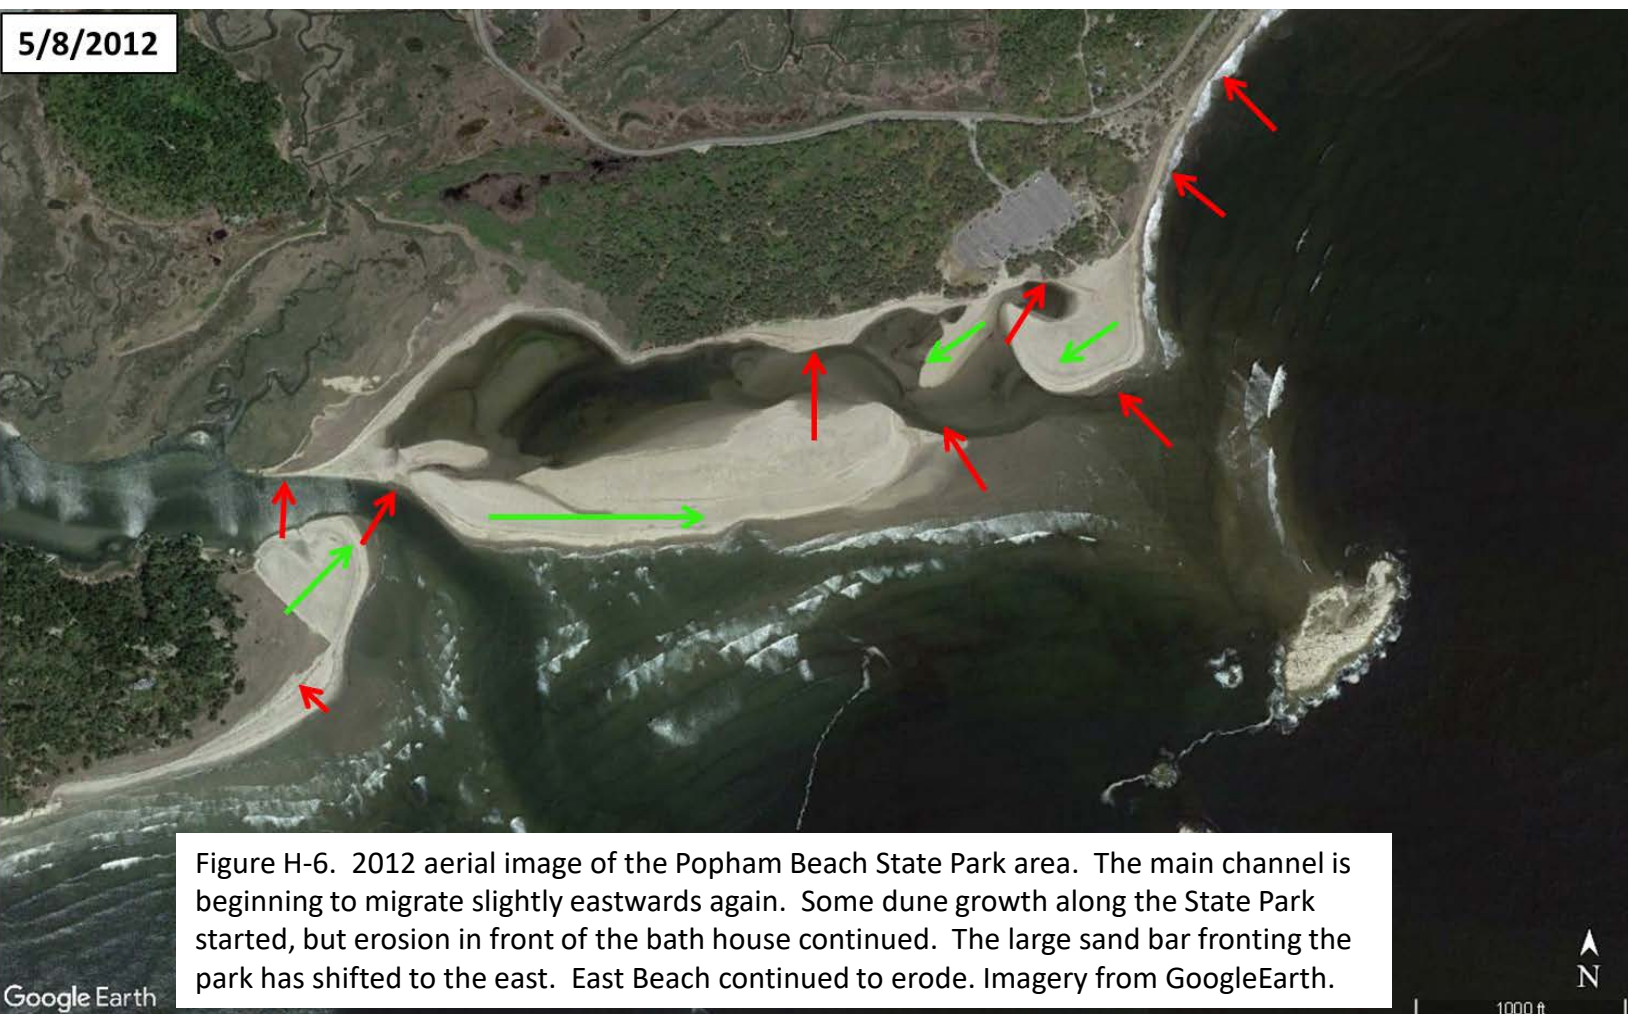 5/8/2012
Figure H-6.  2012 aerial image of the Popham Beach State Park area.  The main channel is
beginning to migrate slightly eastwards again.  Some dune growth along the State Park
started, but erosion in front of the bath house continued.  The large sand bar fronting the
park has shifted to the east.  East Beach continued to erode. Imagery from GoogleEarth.
Google Earth
N
1000 ft